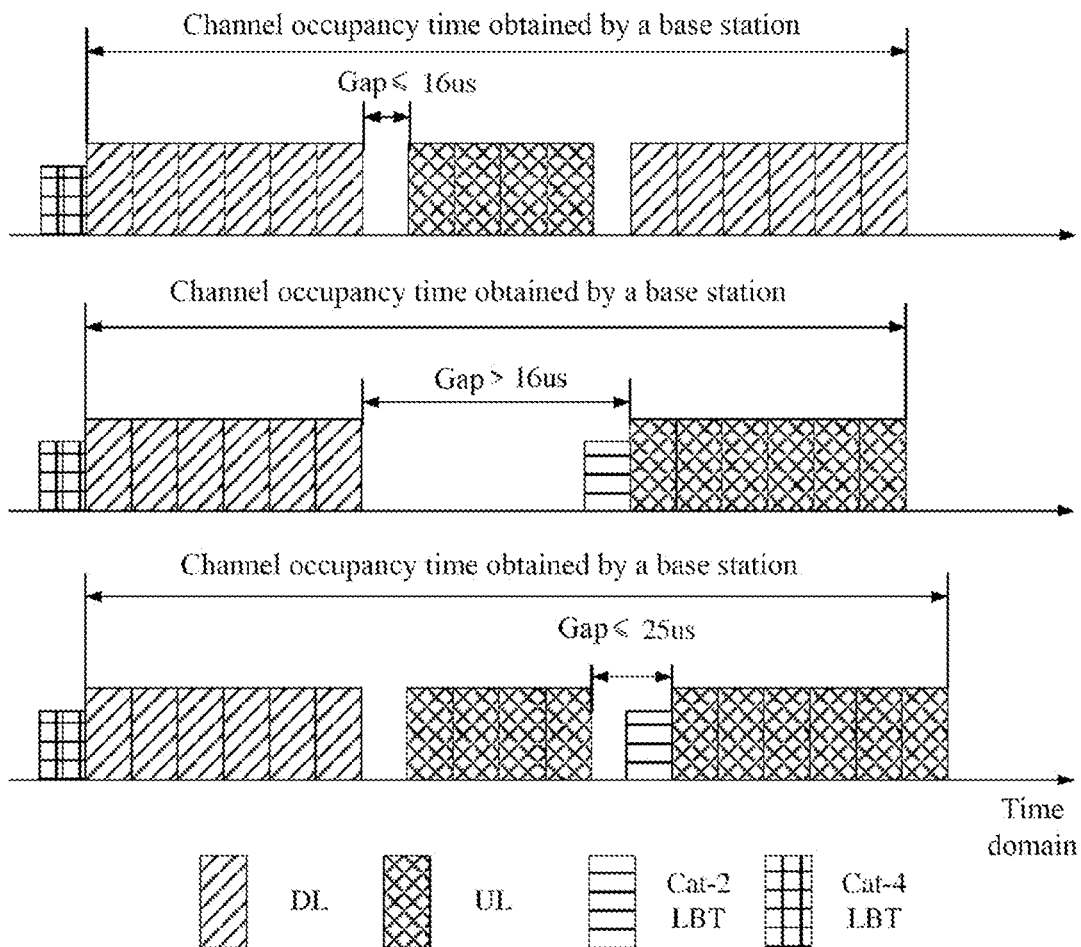 Channel occupancy time obtained by a base station
Gap ≤ 16us
Channel occupancy time obtained by a base station
Gap > 16us
Channel occupancy time obtained by a base station
Gap ≤ 25us
Time
domain
DL
UL
Cat-2
LBT
Cat-4
LBT